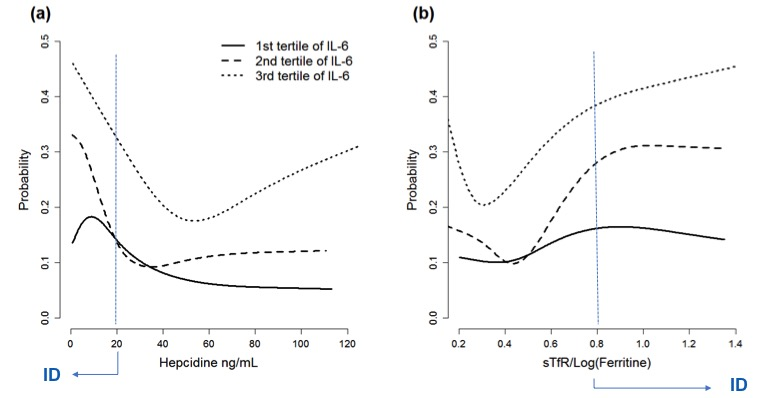 (a)
0.5
0.4
0.3
0.2
0.1
0.0
Probability
1st tertile of IL-6
2nd tertile of IL-6
3rd tertile of IL-6
0 20 40 60 80 100 120
Hepcidine ng/mL
ID
(b)
0.5
0.4
0.3
0.2
0.1
0.0
Probability
0.2 0.4 0.6 0.8 1.0 1.2 1.4
sTfR/Log(Ferritine)
ID